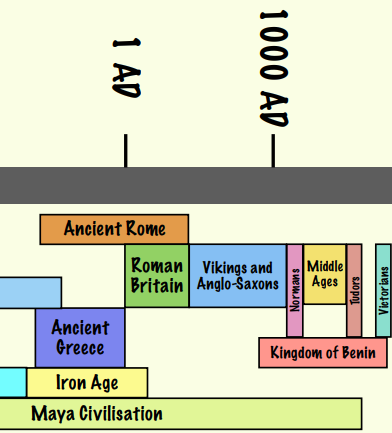 1 AD
1000 AD
Ancient Rome
Roman
Britain
Vikings and
Anglo-Saxons
Normans
Middle
Ages
Tudors
Victorians
Ancient
Greece
Kingdom of Benin
Iron Age
Maya Civilisation